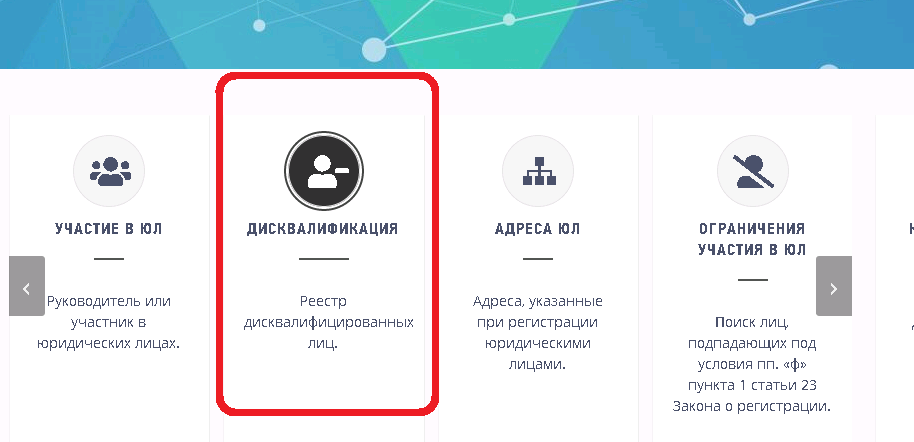 УЧАСТИЕ В ЮЛ
Руководитель или
участник в
юридических лицах.
ДИСКВАЛИФИКАЦИЯ
Реестр
дисквалифицированных
лиц.
АДРЕСА ЮЛ
Адреса, указанные
при регистрации
юридическими
лицами.
ОГРАНИЧЕНИЯ
УЧАСТИЯ В ЮЛ
Поиск лиц,
подпадающих под
условия пп. «ф»
пункта 1 статьи 23
Закона о регистрации.